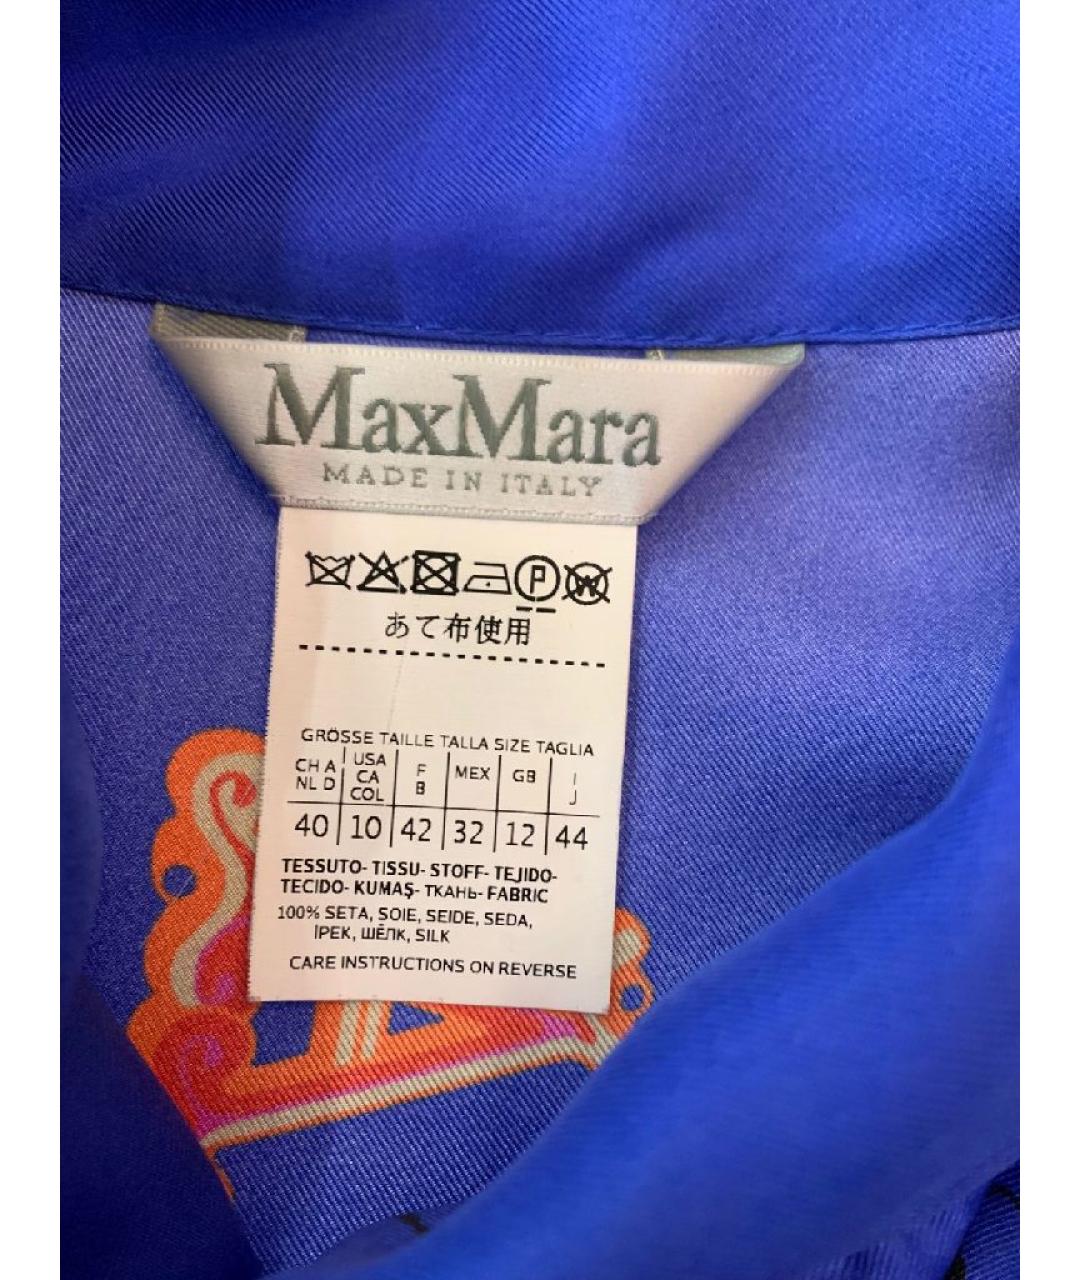 MaxMara
MADE IN ITALY
P W
あて布使用
GRÖSSE TAILLE TALLA SIZE TAGLIA
CH A NL D USA CA COL F B MEX GB I J
40 10 42 32 12 44
TESSUTO- TISSU- STOFF- TEJIDO-
TECIDO- KUMAŞ- ТКАНЬ- FABRIC
100% SETA, SOIE, SEIDE, SEDA,
İPEK, ШЁЛК, SILK
CARE INSTRUCTIONS ON REVERSE